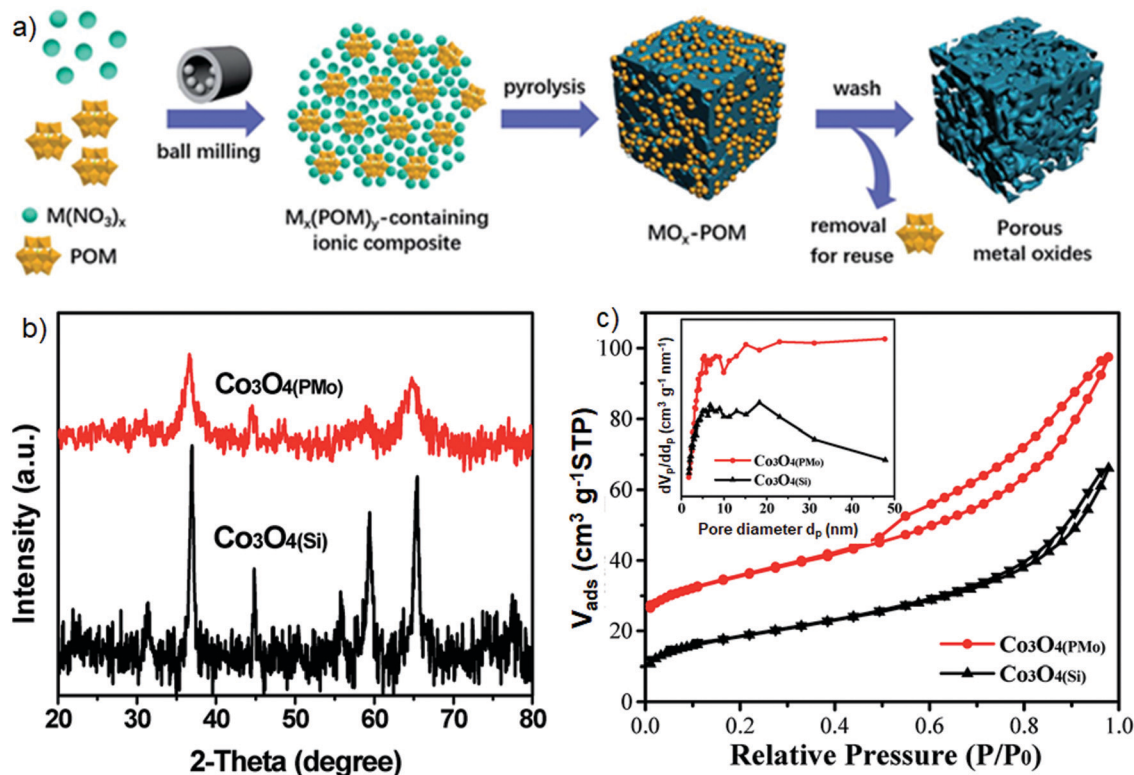 a)
ball milling
pyrolysis
wash
M(NO₃)ₓ
POM
Mₓ(POM)ᵧ-containing
ionic composite
MOₓ-POM
removal
for reuse
Porous
metal oxides
b)
Intensity (a.u.)
Co₃O₄(PMo)
Co₃O₄(Si)
20 30 40 50 60 70 80
2-Theta (degree)
c)
Vads (cm³ g⁻¹STP)
100
80
60
40
20
0
dVp/ddp (cm³ g⁻¹ nm⁻¹)
Co₃O₄(PMo)
Co₃O₄(Si)
0 10 20 30 40 50
Pore diameter dp (nm)
Co₃O₄(PMo)
Co₃O₄(Si)
0.0 0.2 0.4 0.6 0.8 1.0
Relative Pressure (P/P₀)